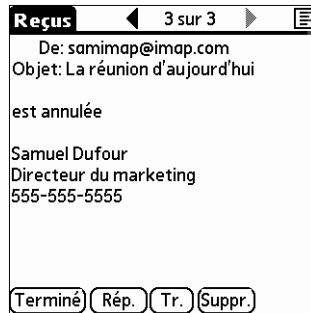 Reçus 3 sur 3
De: samimap@imap.com
Objet: La réunion d'aujourd'hui
est annulée
Samuel Dufour
Directeur du marketing
555-555-5555
Terminé Rép. Tr. Suppr.